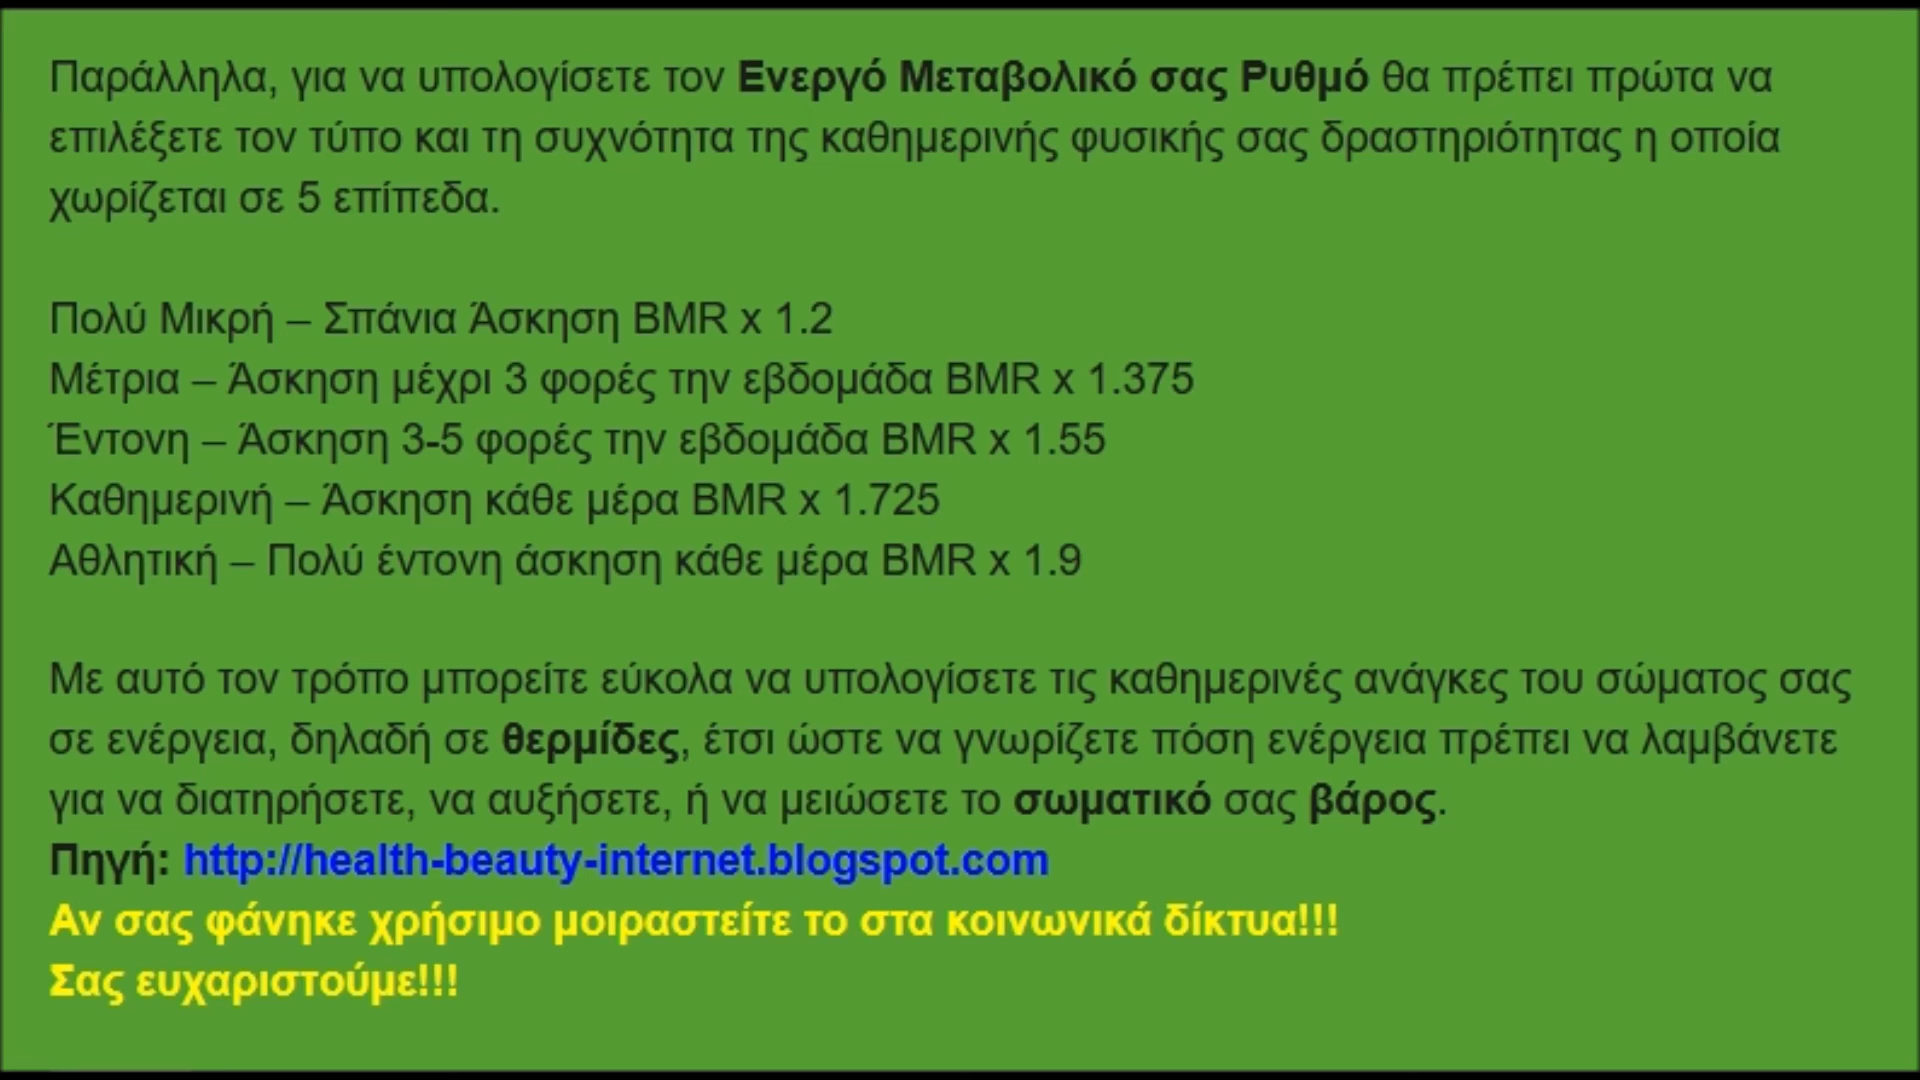 Παράλληλα, για να υπολογίσετε τον Ενεργό Μεταβολικό σας Ρυθμό θα πρέπει πρώτα να
επιλέξετε τον τύπο και τη συχνότητα της καθημερινής φυσικής σας δραστηριότητας η οποία
χωρίζεται σε 5 επίπεδα.
Πολύ Μικρή – Σπάνια Άσκηση BMR x 1.2
Μέτρια – Άσκηση μέχρι 3 φορές την εβδομάδα BMR x 1.375
Έντονη – Άσκηση 3-5 φορές την εβδομάδα BMR x 1.55
Καθημερινή – Άσκηση κάθε μέρα BMR x 1.725
Αθλητική – Πολύ έντονη άσκηση κάθε μέρα BMR x 1.9
Με αυτό τον τρόπο μπορείτε εύκολα να υπολογίσετε τις καθημερινές ανάγκες του σώματος σας
σε ενέργεια, δηλαδή σε θερμίδες, έτσι ώστε να γνωρίζετε πόση ενέργεια πρέπει να λαμβάνετε
για να διατηρήσετε, να αυξήσετε, ή να μειώσετε το σωματικό σας βάρος.
Πηγή: http://health-beauty-internet.blogspot.com
Αν σας φάνηκε χρήσιμο μοιραστείτε το στα κοινωνικά δίκτυα!!!
Σας ευχαριστούμε!!!